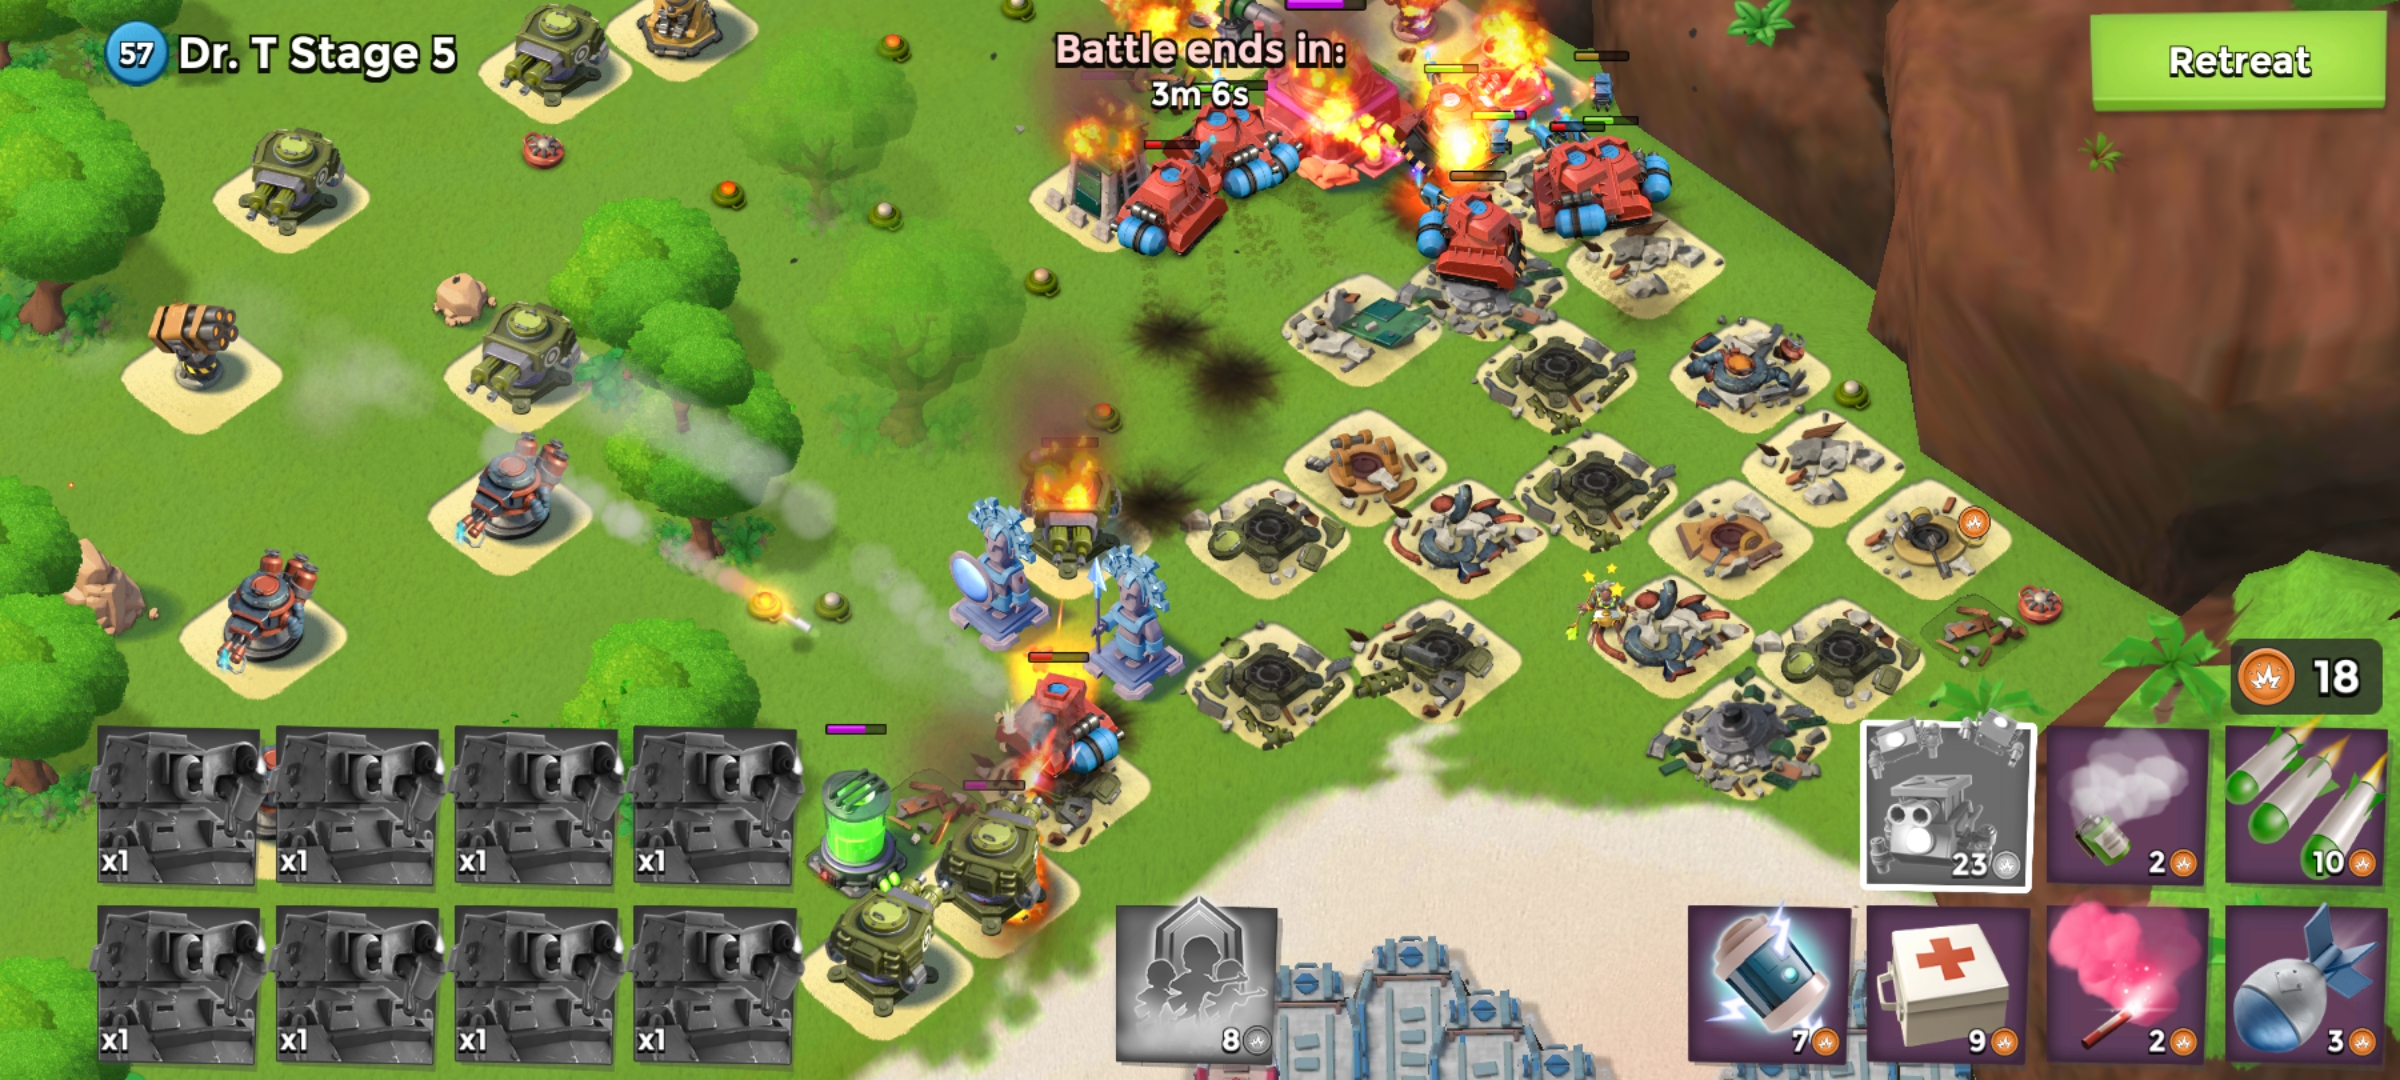 57 Dr. T Stage 5
Battle ends in:
3m 6s
Retreat
18
x1 x1 x1 x1
23 2 10
x1 x1 x1 x1
8 7 9 2 3